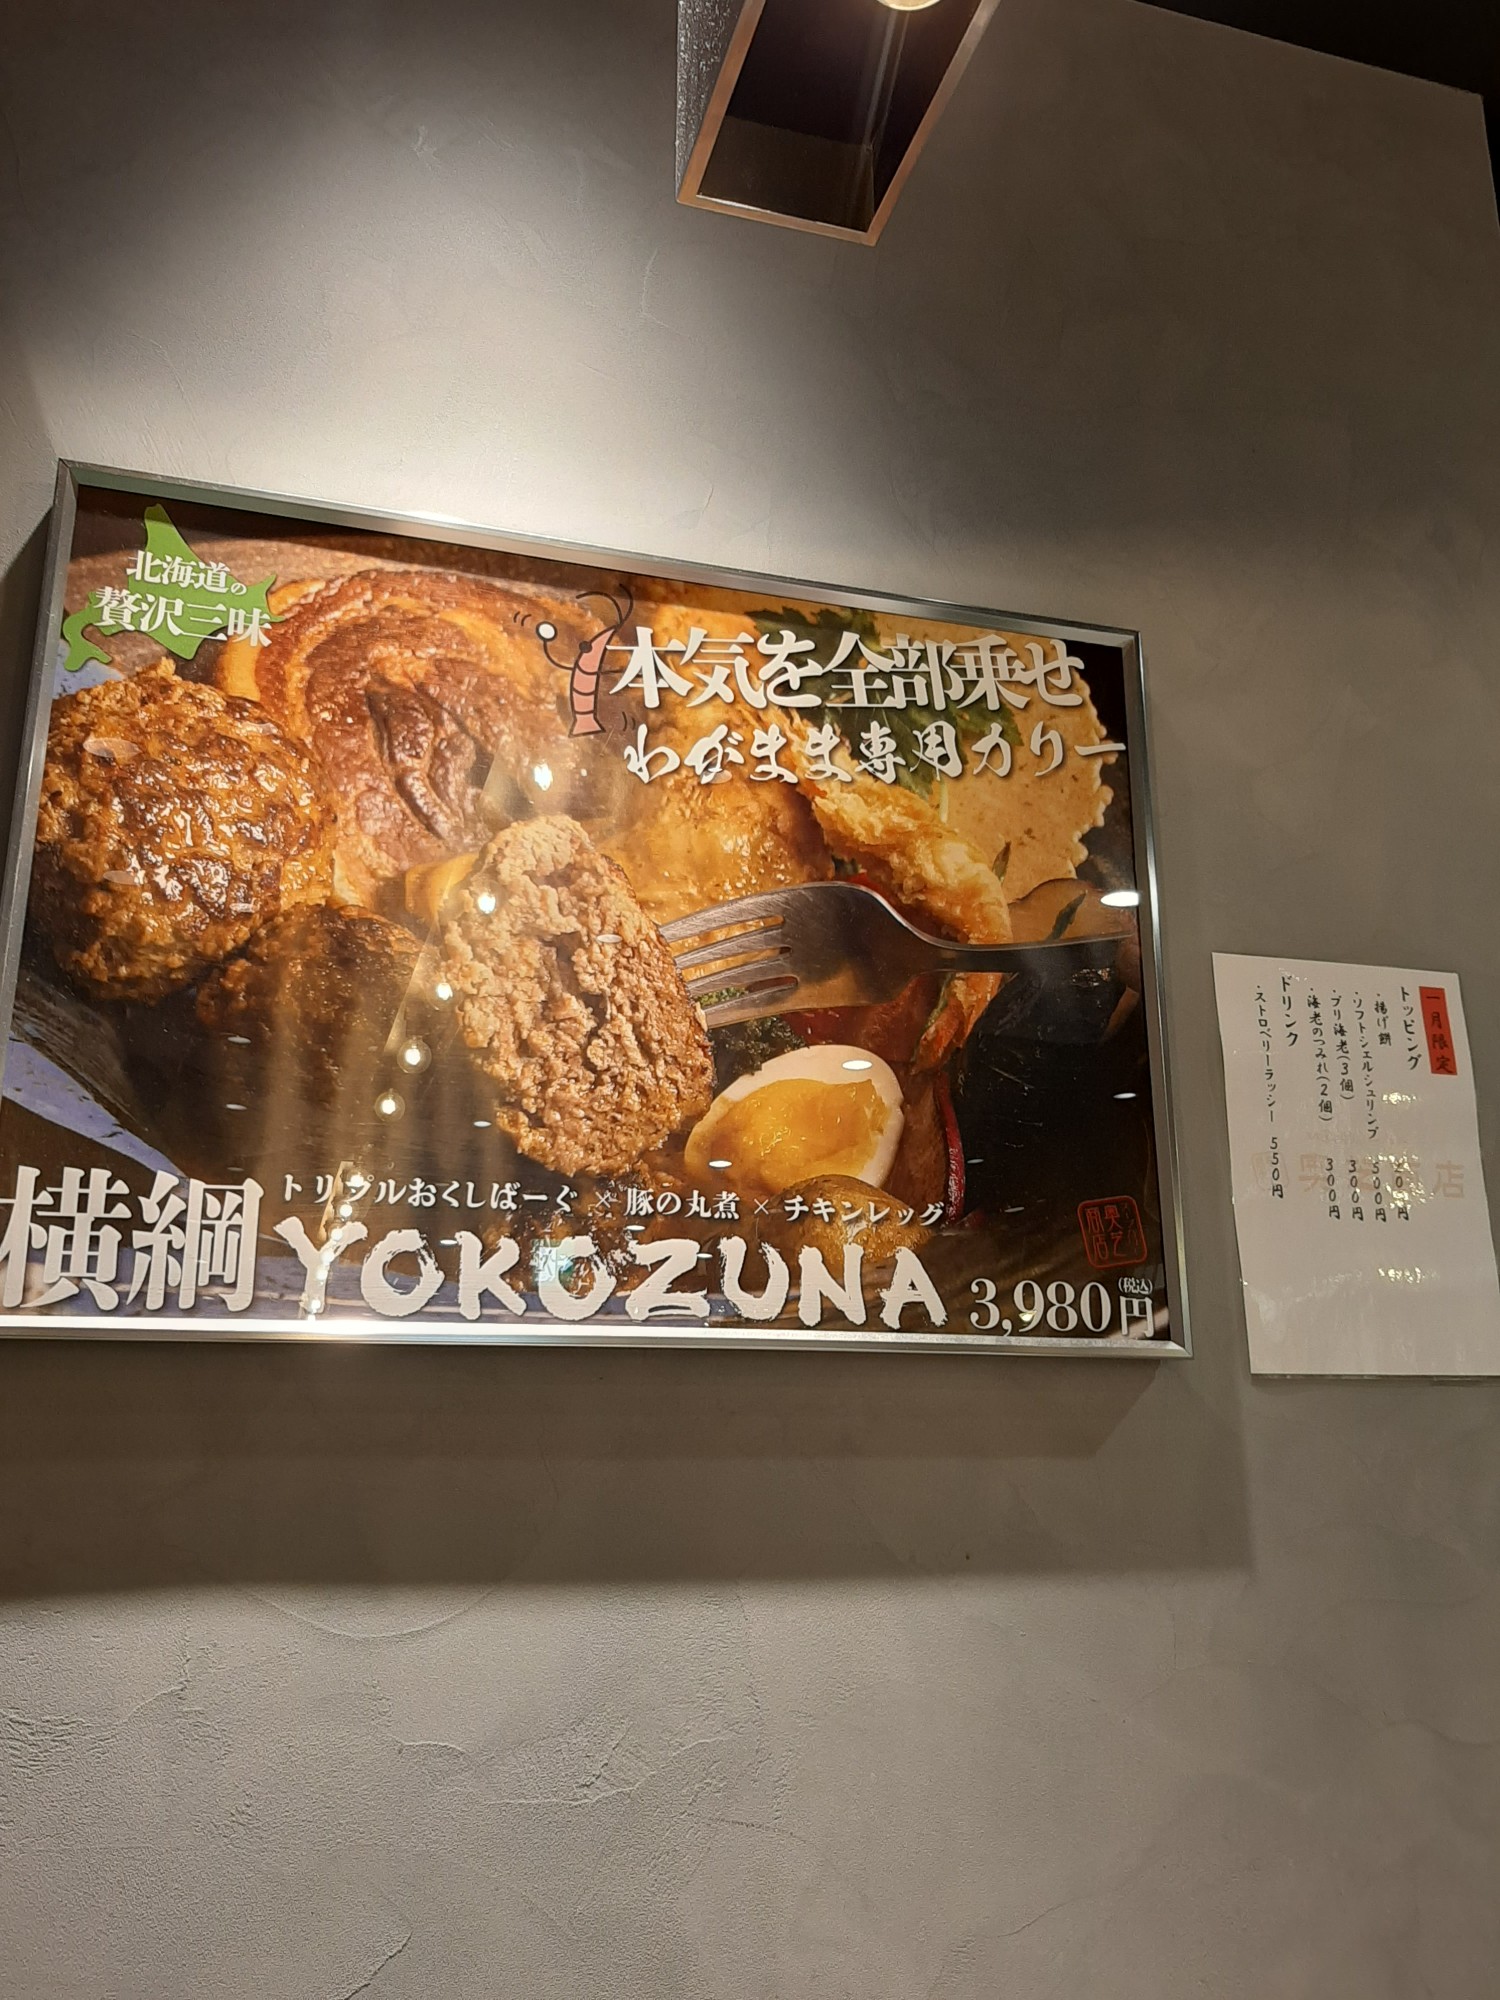 北海道の
贅沢三昧
本気を全部乗せ
わがまま専用カリー
トリプルおくしばーぐ×豚の丸煮×チキンレッグ
横綱 YOKOZUNA 3,980円(税込)
奥芝
商店
一月限定
トッピング
・揚げ餅
・ソフトシェルシュリンプ 500円
・プリ海老(3個) 300円
・海老のつみれ(2個) 300円
ドリンク
・ストロベリーラッシー 550円